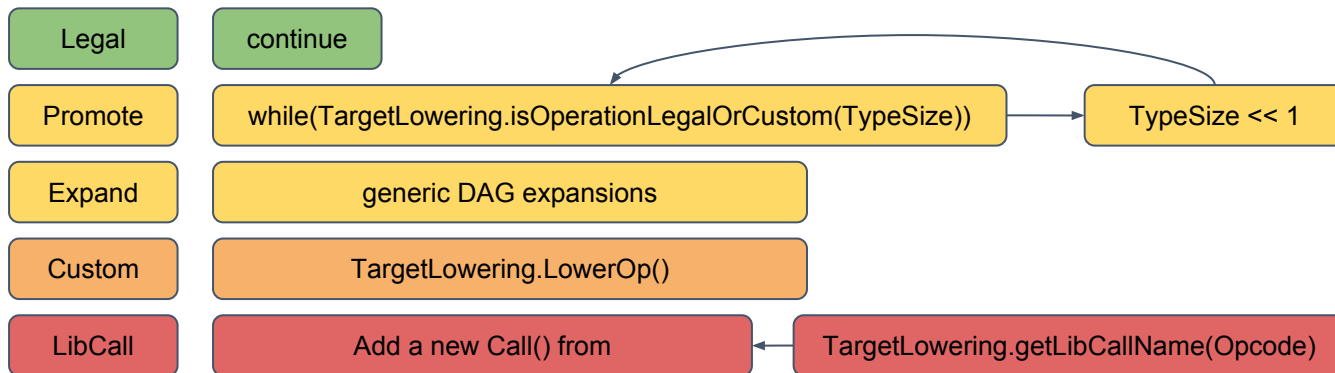 Legal continue
Promote while(TargetLowering.isOperationLegalOrCustom(TypeSize)) TypeSize << 1
Expand generic DAG expansions
Custom TargetLowering.LowerOp()
LibCall Add a new Call() from TargetLowering.getLibCallName(Opcode)